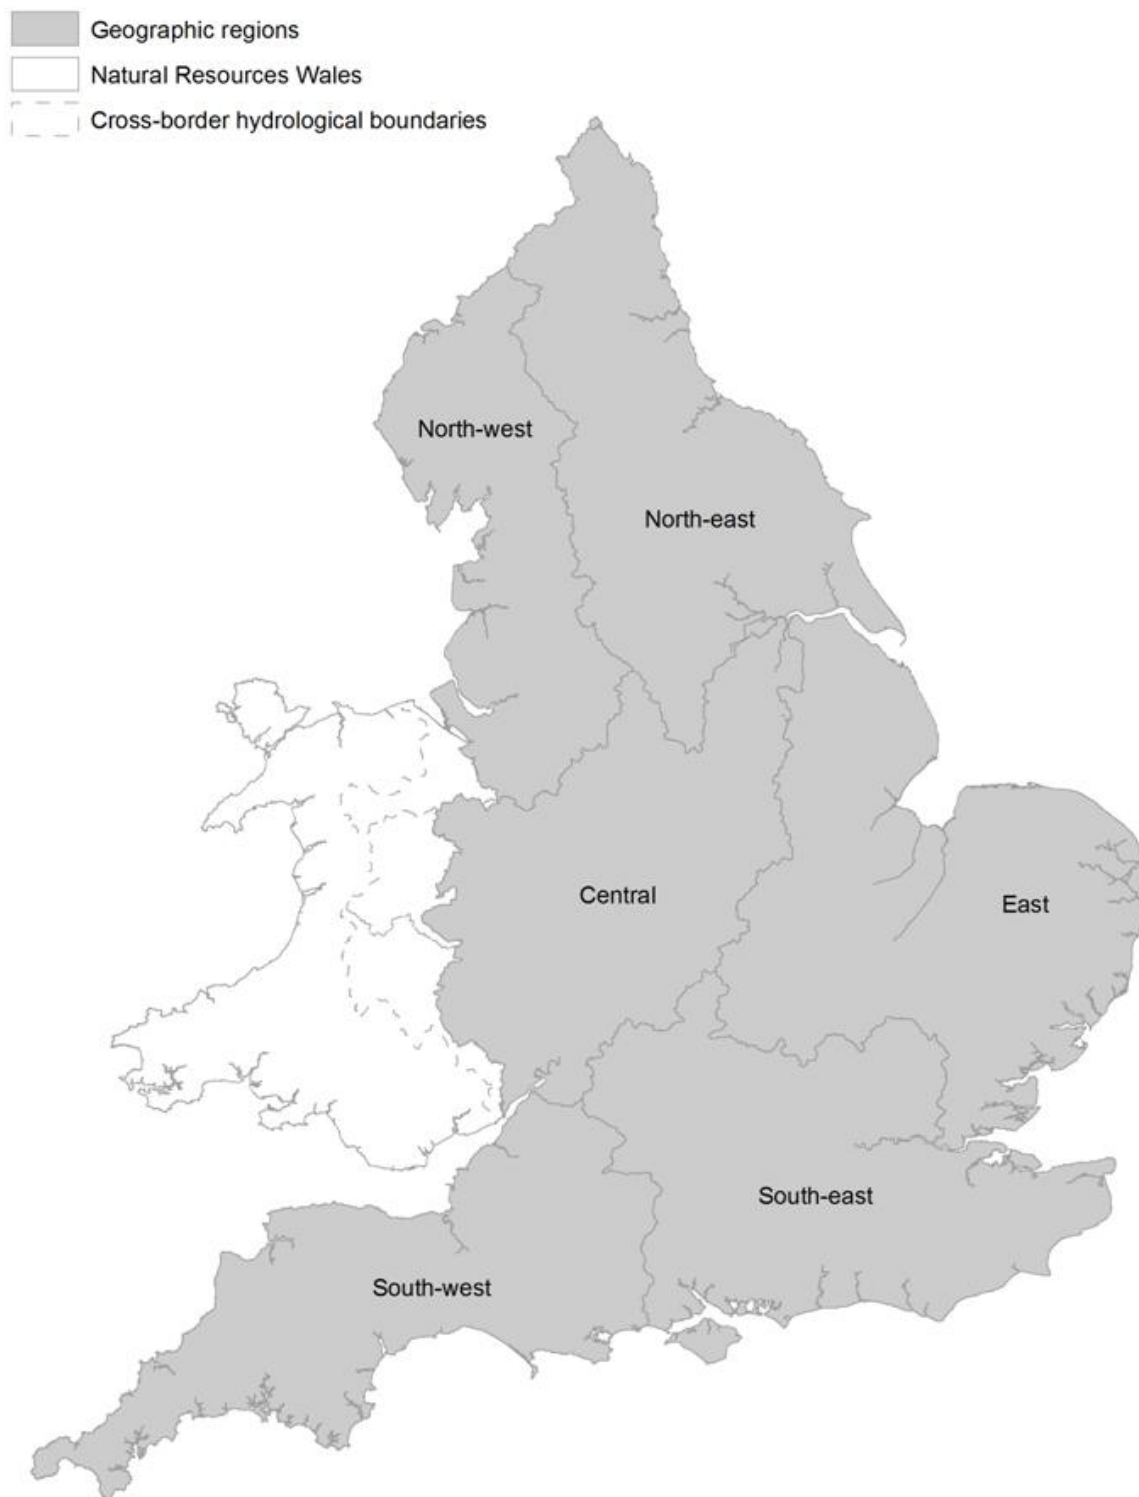 Geographic regions
Natural Resources Wales
Cross-border hydrological boundaries
North-west
North-east
Central
East
South-east
South-west